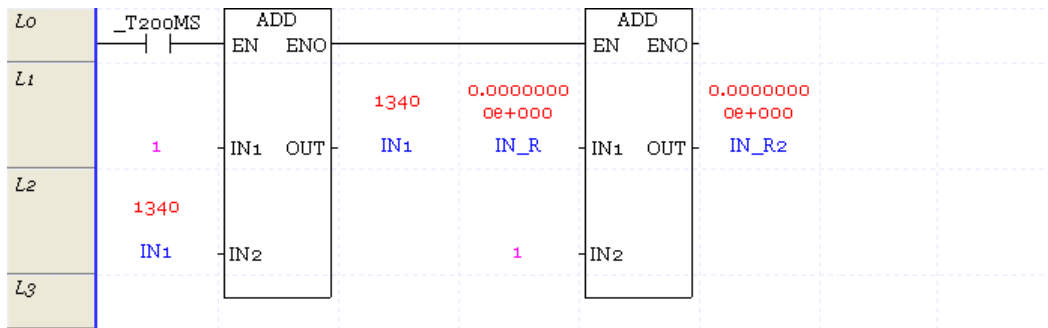 L0
_T200MS
ADD
ADD
EN ENO
EN ENO
L1
1340
0.0000000
0e+000
0.0000000
0e+000
1
IN1 OUT
IN1
IN_R
IN1 OUT
IN_R2
L2
1340
IN1
IN2
1
IN2
L3